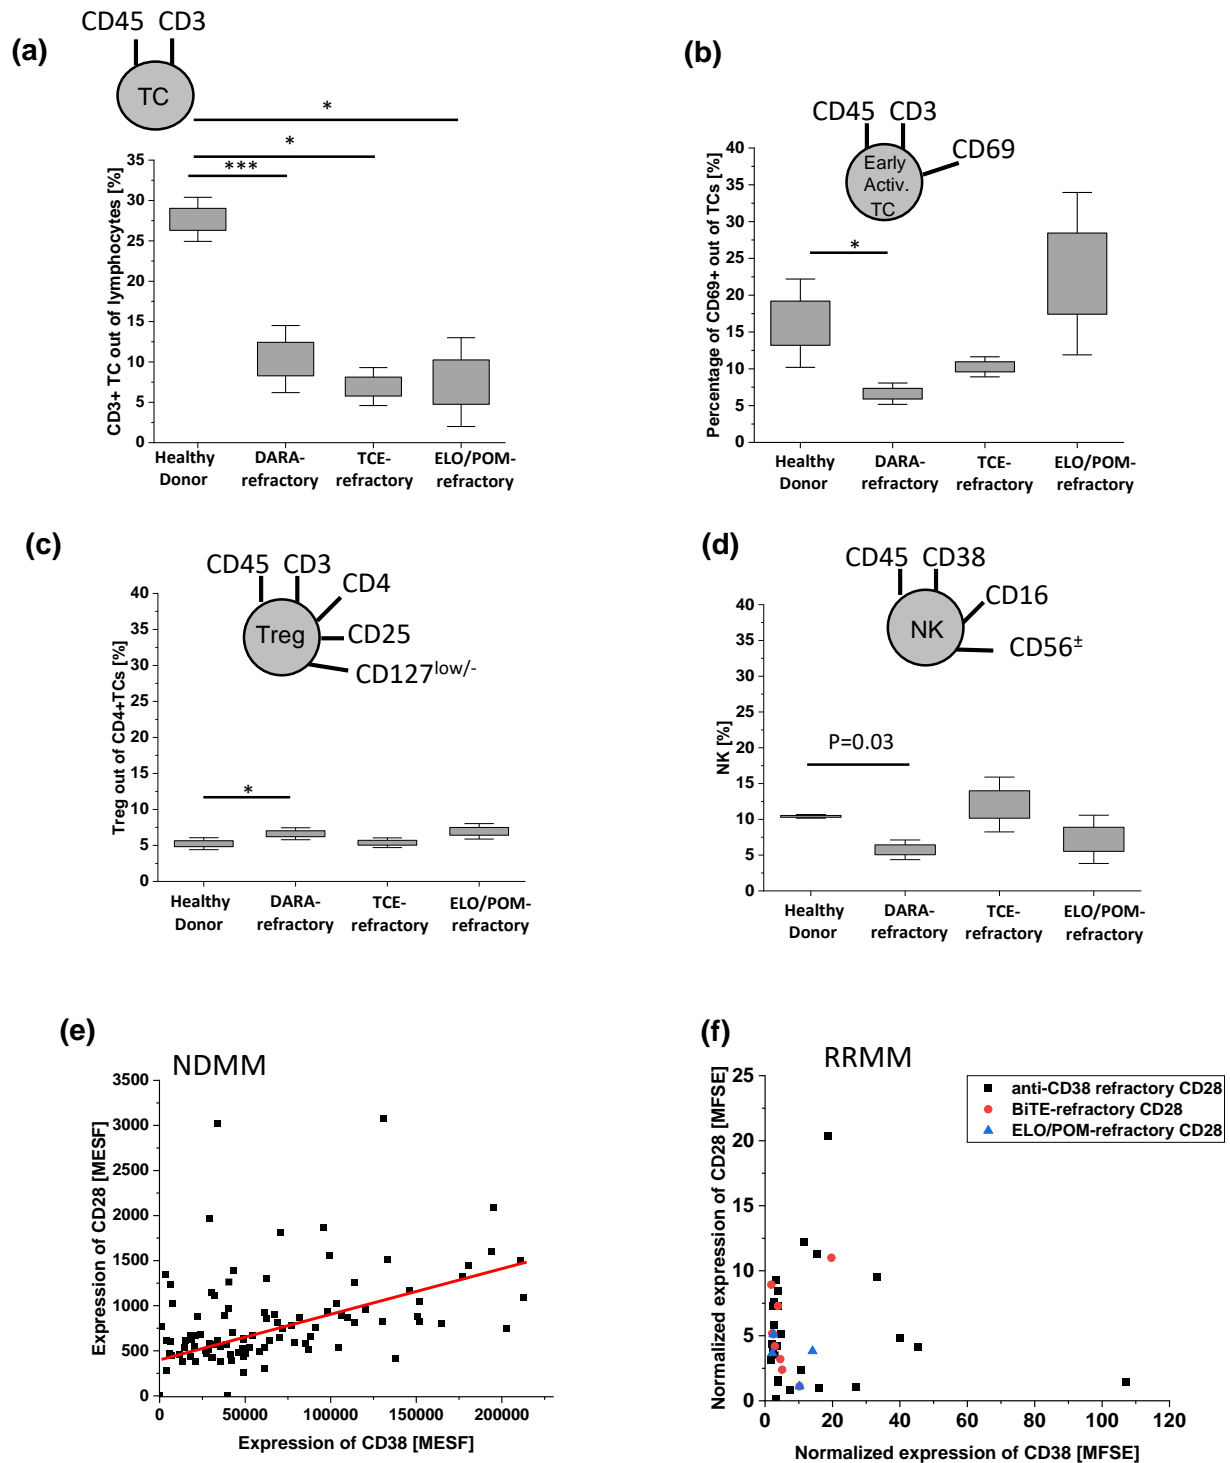 (a)
CD45 CD3
TC
*
*
***
CD3+ TC out of lymphocytes [%]
35
30
25
20
15
10
5
0
Healthy Donor
DARA-refractory
TCE-refractory
ELO/POM-refractory
(b)
CD45 CD3
CD69
Early
Activ.
TC
*
Percentage of CD69+ out of TCs [%]
40
35
30
25
20
15
10
5
0
Healthy Donor
DARA-refractory
TCE-refractory
ELO/POM-refractory
(c)
CD45 CD3
CD4
CD25
CD127low/-
Treg
*
Treg out of CD4+TCs [%]
40
35
30
25
20
15
10
5
0
Healthy Donor
DARA-refractory
TCE-refractory
ELO/POM-refractory
(d)
CD45 CD38
CD16
CD56±
NK
P=0.03
NK [%]
40
35
30
25
20
15
10
5
0
Healthy Donor
DARA-refractory
TCE-refractory
ELO/POM-refractory
(e)
NDMM
Expression of CD28 [MESF]
3500
3000
2500
2000
1500
1000
500
0
0 50000 100000 150000 200000
Expression of CD38 [MESF]
(f)
RRMM
anti-CD38 refractory CD28
BiTE-refractory CD28
ELO/POM-refractory CD28
Normalized expression of CD28 [MFSE]
25
20
15
10
5
0
0 20 40 60 80 100 120
Normalized expression of CD38 [MFSE]